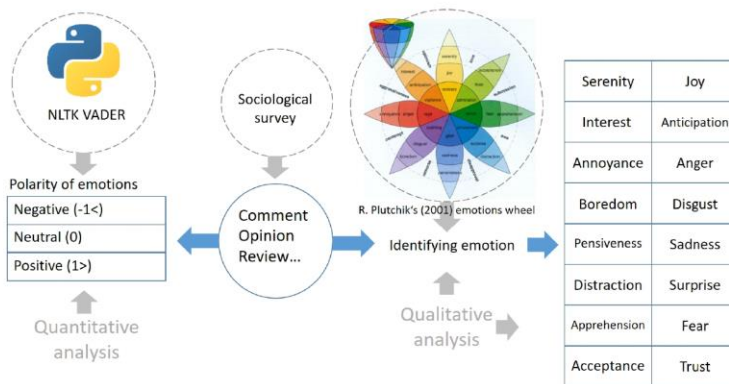 NLTK VADER
Polarity of emotions
Negative (-1<)
Neutral (0)
Positive (1>)
Quantitative
analysis
Sociological
survey
Comment
Opinion
Review...
serenity
joy
R. Plutchik's (2001) emotions wheel
Identifying emotion
Qualitative
analysis
Serenity Joy
Interest Anticipation
Annoyance Anger
Boredom Disgust
Pensiveness Sadness
Distraction Surprise
Apprehension Fear
Acceptance Trust